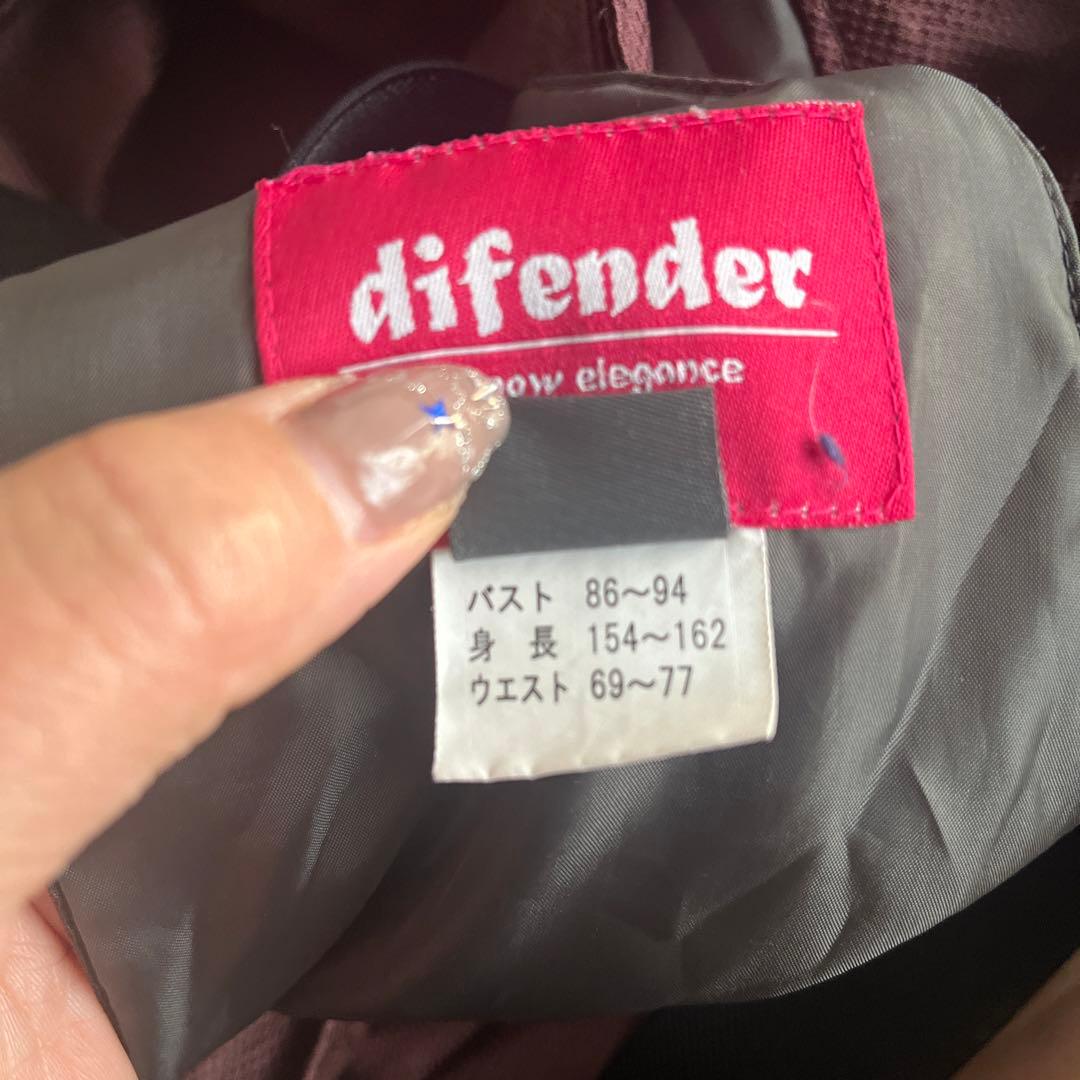 difender
elegance
バスト 86～94
身長 154～162
ウエスト 69～77